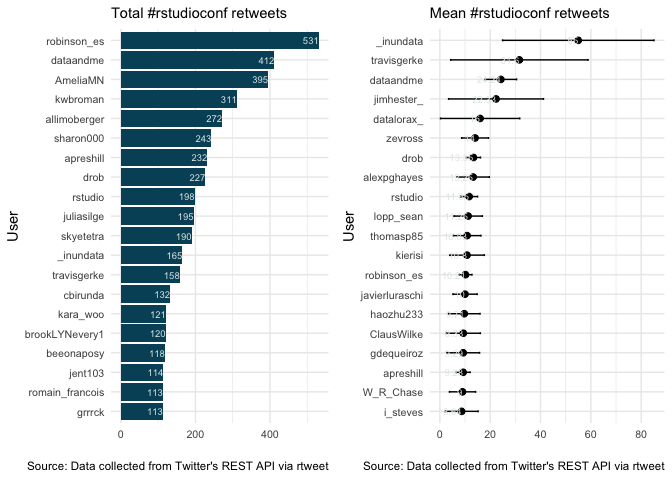 Total #rstudioconf retweets
User
robinson_es 531
dataandme 412
AmeliaMN 395
kwbroman 311
allimoberger 272
sharon000 243
apreshill 232
drob 227
rstudio 198
juliasilge 195
skyetetra 190
_inundata 165
travisgerke 158
cbirunda 132
kara_woo 121
brookLYNevery1 120
beeonaposy 118
jent103 114
romain_francois 113
grrrck 113
0 200 400
Source: Data collected from Twitter's REST API via rtweet
Mean #rstudioconf retweets
User
_inundata
travisgerke
dataandme
jimhester_
datalorax_
zevross
drob
alexpghayes
rstudio
lopp_sean
thomasp85
kierisi
robinson_es
javierluraschi
haozhu233
ClausWilke
gdequeiroz
apreshill
W_R_Chase
i_steves
0 20 40 60 80
Source: Data collected from Twitter's REST API via rtweet